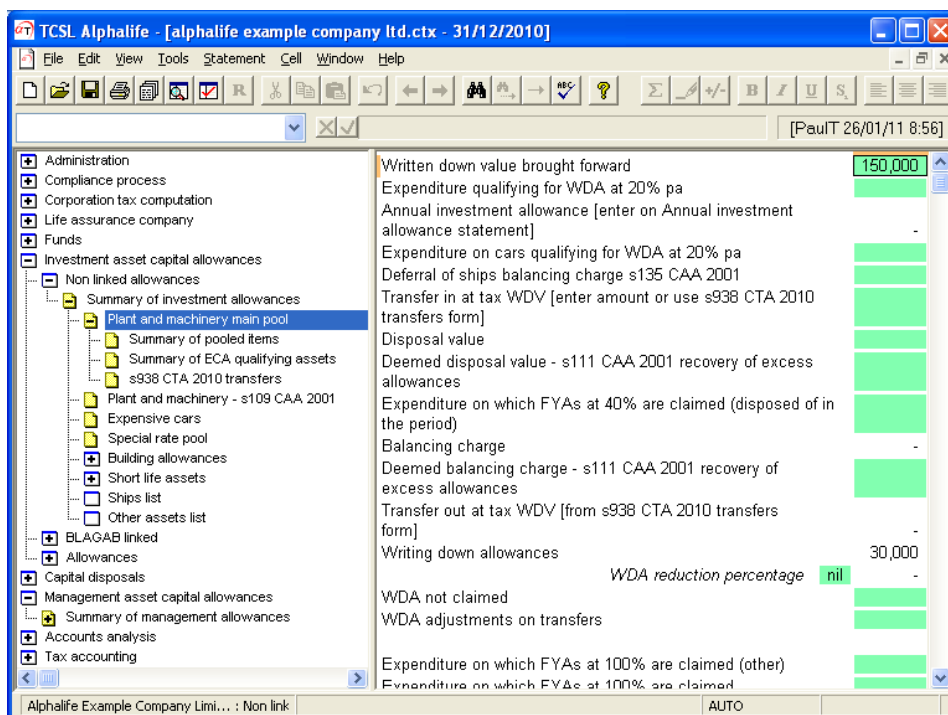 TCSL Alphalife - [alphalife example company ltd.ctx - 31/12/2010]
File Edit View Tools Statement Cell Window Help
R ABC ? Σ +/- B I U S
[PaulT 26/01/11 8:56]
Administration
Compliance process
Corporation tax computation
Life assurance company
Funds
Investment asset capital allowances
Non linked allowances
Summary of investment allowances
Plant and machinery main pool
Summary of pooled items
Summary of ECA qualifying assets
s938 CTA 2010 transfers
Plant and machinery - s109 CAA 2001
Expensive cars
Special rate pool
Building allowances
Short life assets
Ships list
Other assets list
BLAGAB linked
Allowances
Capital disposals
Management asset capital allowances
Summary of management allowances
Accounts analysis
Tax accounting
Written down value brought forward 150,000
Expenditure qualifying for WDA at 20% pa
Annual investment allowance [enter on Annual investment
allowance statement] -
Expenditure on cars qualifying for WDA at 20% pa
Deferral of ships balancing charge s135 CAA 2001
Transfer in at tax WDV [enter amount or use s938 CTA 2010
transfers form]
Disposal value
Deemed disposal value - s111 CAA 2001 recovery of excess
allowances
Expenditure on which FYAs at 40% are claimed (disposed of in
the period)
Balancing charge -
Deemed balancing charge - s111 CAA 2001 recovery of
excess allowances
Transfer out at tax WDV [from s938 CTA 2010 transfers
form] -
Writing down allowances 30,000
WDA reduction percentage nil -
WDA not claimed
WDA adjustments on transfers
Expenditure on which FYAs at 100% are claimed (other)
Expenditure on which FYAs at 100% are claimed
Alphalife Example Company Limi... : Non link AUTO